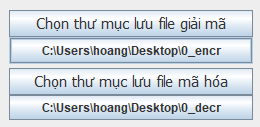 Chọn thư mục lưu file giải mã
C:\Users\hoang\Desktop\0_encr
Chọn thư mục lưu file mã hóa
C:\Users\hoang\Desktop\0_decr